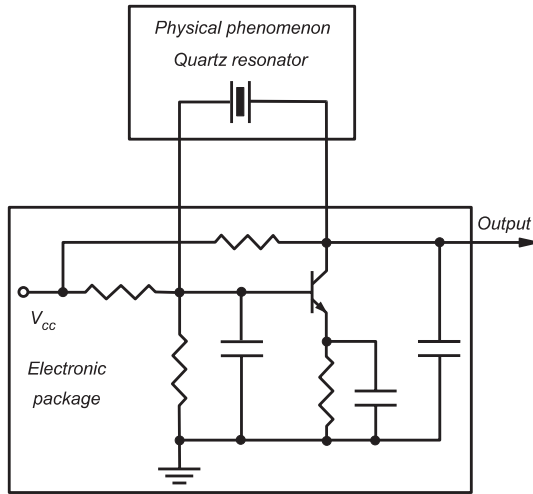 Physical phenomenon
Quartz resonator
Output
Vcc
Electronic
package